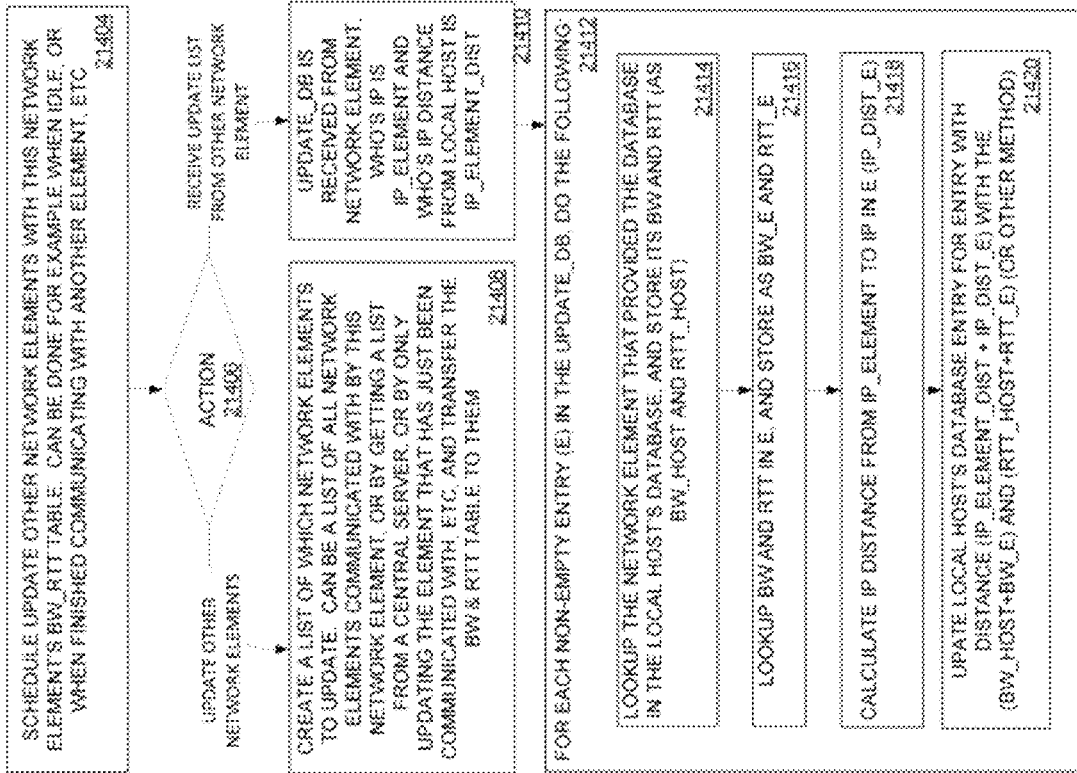 SCHEDULE UPDATE OTHER NETWORK ELEMENTS WITH THIS NETWORK
ELEMENT'S BW_RTT TABLE. CAN BE DONE FOR EXAMPLE WHEN IDLE, OR
WHEN FINISHED COMMUNICATING WITH ANOTHER ELEMENT, ETC
21404
ACTION
21406
UPDATE OTHER
NETWORK ELEMENTS
RECEIVE UPDATE LIST
FROM OTHER NETWORK
ELEMENT
CREATE A LIST OF WHICH NETWORK ELEMENTS
TO UPDATE. CAN BE A LIST OF ALL NETWORK
ELEMENTS COMMUNICATED WITH BY THIS
NETWORK ELEMENT, OR BY GETTING A LIST
FROM A CENTRAL SERVER, OR BY ONLY
UPDATING THE ELEMENT THAT HAS JUST BEEN
COMMUNICATED WITH, ETC. AND TRANSFER THE
BW & RTT TABLE TO THEM
21408
UPDATE_DB IS
RECEIVED FROM
NETWORK ELEMENT.
WHO'S IP IS
IP_ELEMENT AND
WHO'S IP DISTANCE
FROM LOCAL HOST IS
IP_ELEMENT_DIST
21410
FOR EACH NON-EMPTY ENTRY (E) IN THE UPDATE_DB, DO THE FOLLOWING:
21412
LOOKUP THE NETWORK ELEMENT THAT PROVIDED THE DATABASE
IN THE LOCAL HOST'S DATABASE, AND STORE ITS BW AND RTT (AS
BW_HOST AND RTT_HOST)
21414
LOOKUP BW AND RTT IN E, AND STORE AS BW_E AND RTT_E
21416
CALCULATE IP DISTANCE FROM IP_ELEMENT TO IP IN E (IP_DIST_E)
21418
UPATE LOCAL HOST'S DATABASE ENTRY FOR ENTRY WITH
DISTANCE (IP_ELEMENT_DIST + IP_DIST_E) WITH THE
(BW_HOST+BW_E) AND (RTT_HOST+RTT_E) (OR OTHER METHOD)
21420